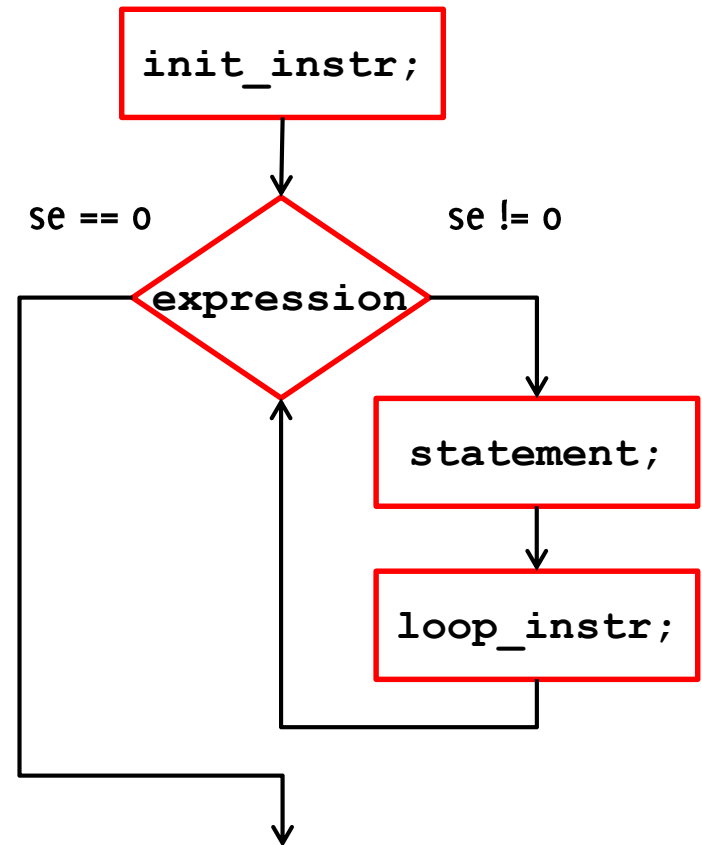 init_instr;
se == 0
se != 0
expression
statement;
loop_instr;